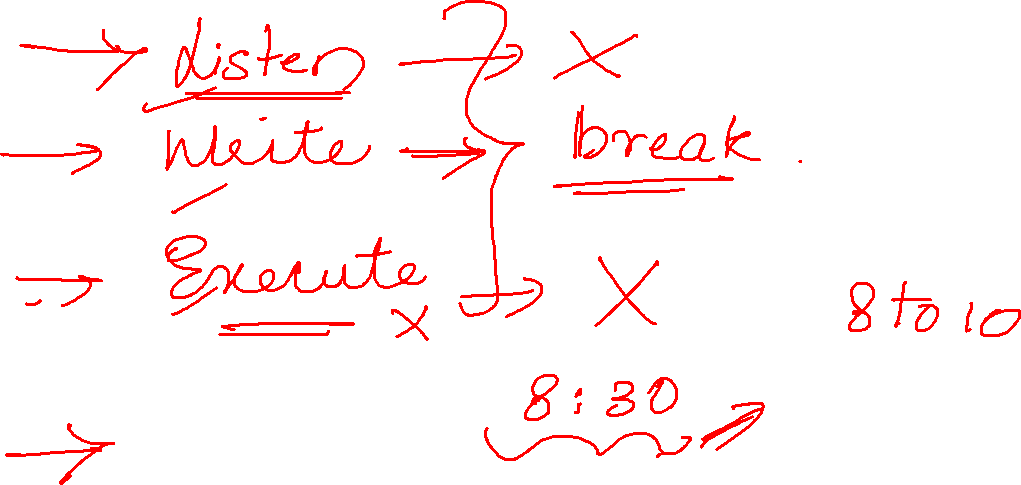 → Listen → X
→ Write → break.
→ Execute x → X
8 to 10
8:30